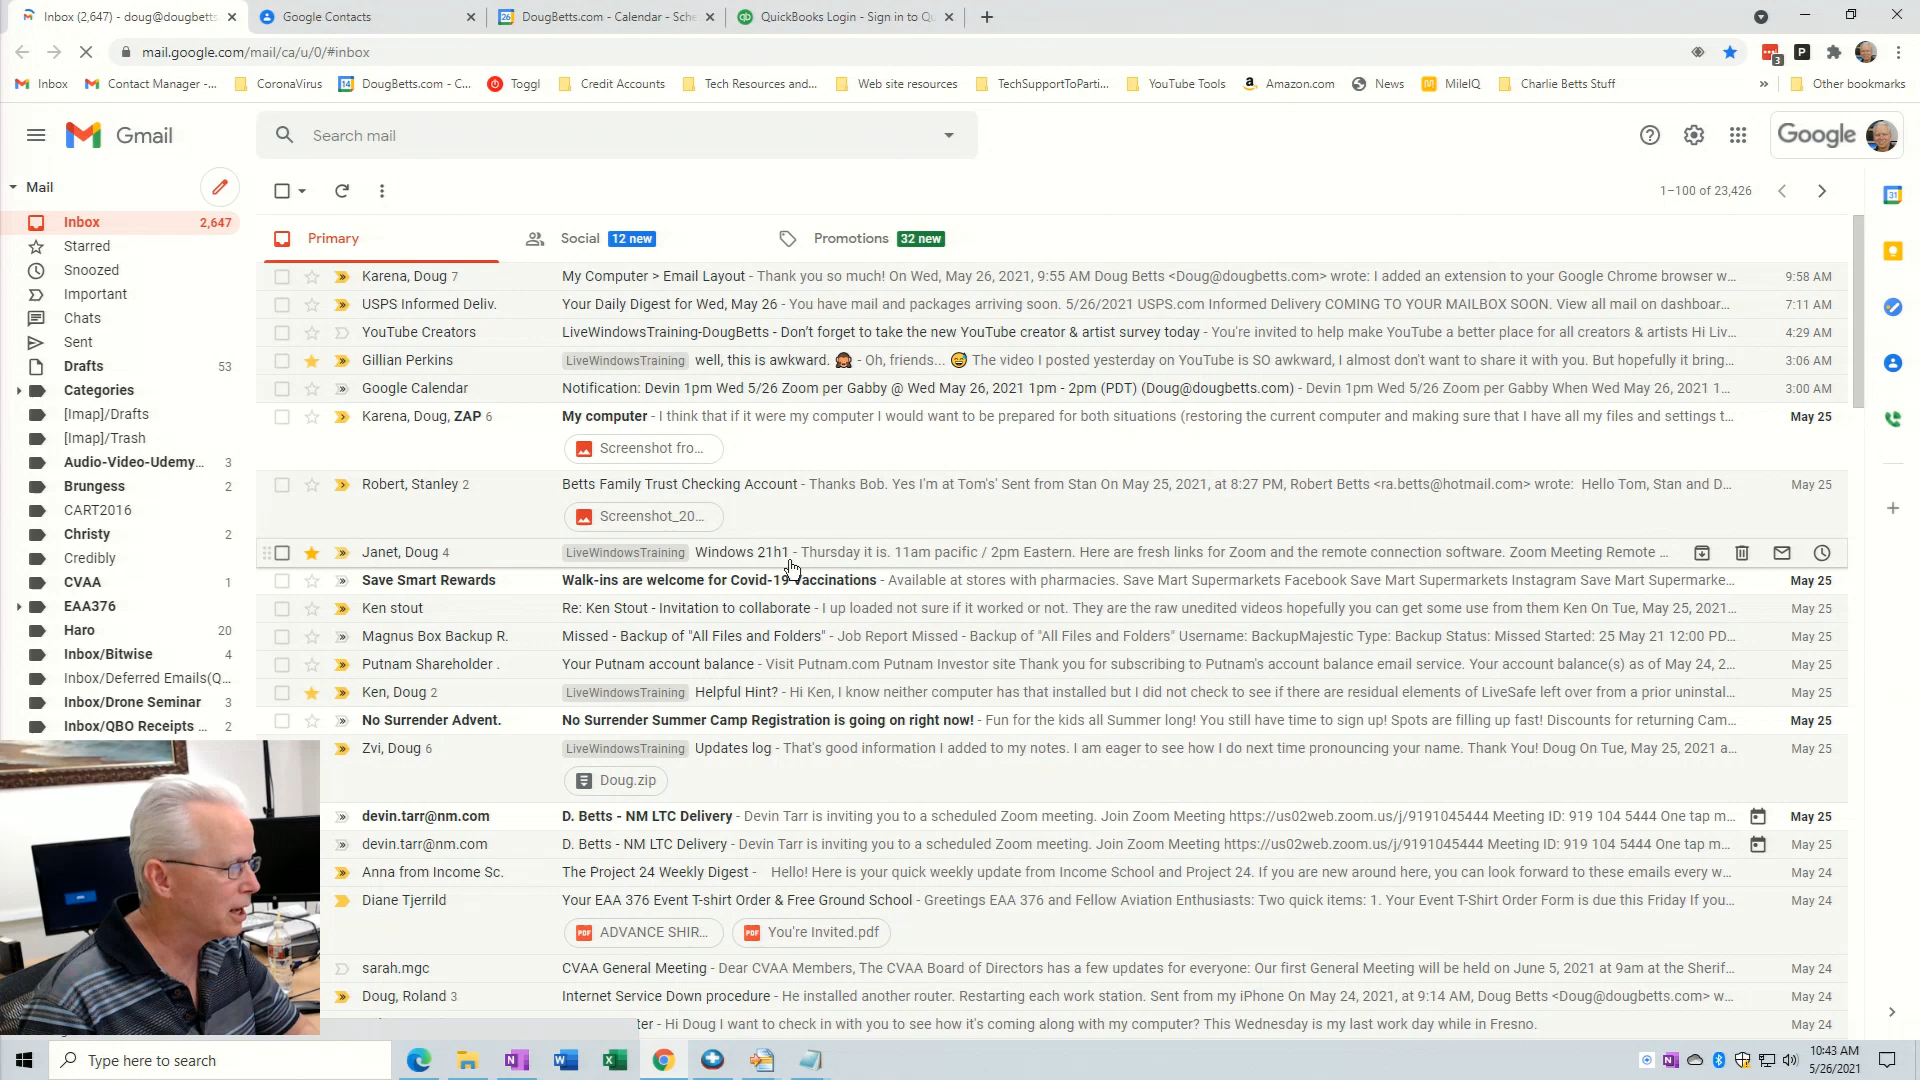 Inbox (2,647) - doug@dougbetts
Google Contacts
DougBetts.com - Calendar - Sche
QuickBooks Login - Sign in to Qu
mail.google.com/mail/ca/u/0/#inbox
3
Inbox
Contact Manager -...
CoronaVirus
DougBetts.com - C...
Toggl
Credit Accounts
Tech Resources and...
Web site resources
TechSupportToParti...
YouTube Tools
Amazon.com
News
MileIQ
Charlie Betts Stuff
» Other bookmarks
Gmail
Search mail
Google
Mail
1–100 of 23,426
Inbox 2,647
Starred
Snoozed
Important
Chats
Sent
Drafts 53
Categories
[Imap]/Drafts
[Imap]/Trash
Audio-Video-Udemy... 3
Brungess 2
CART2016
Christy 2
Credibly
CVAA 1
EAA376
Haro 20
Inbox/Bitwise 4
Inbox/Deferred Emails(Q...
Inbox/Drone Seminar 3
Inbox/QBO Receipts ... 2
Primary
Social 12 new
Promotions 32 new
Karena, Doug 7 My Computer > Email Layout - Thank you so much! On Wed, May 26, 2021, 9:55 AM Doug Betts <Doug@dougbetts.com> wrote: I added an extension to your Google Chrome browser w... 9:58 AM
USPS Informed Deliv. Your Daily Digest for Wed, May 26 - You have mail and packages arriving soon. 5/26/2021 USPS.com Informed Delivery COMING TO YOUR MAILBOX SOON. View all mail on dashboar... 7:11 AM
YouTube Creators LiveWindowsTraining-DougBetts - Don't forget to take the new YouTube creator & artist survey today - You're invited to help make YouTube a better place for all creators & artists Hi Liv... 4:29 AM
Gillian Perkins LiveWindowsTraining well, this is awkward. 🙈 - Oh, friends... 😅 The video I posted yesterday on YouTube is SO awkward, I almost don't want to share it with you. But hopefully it bring... 3:06 AM
Google Calendar Notification: Devin 1pm Wed 5/26 Zoom per Gabby @ Wed May 26, 2021 1pm - 2pm (PDT) (Doug@dougbetts.com) - Devin 1pm Wed 5/26 Zoom per Gabby When Wed May 26, 2021 1... 3:00 AM
Karena, Doug, ZAP 6 My computer - I think that if it were my computer I would want to be prepared for both situations (restoring the current computer and making sure that I have all my files and settings t... May 25
Screenshot fro...
Robert, Stanley 2 Betts Family Trust Checking Account - Thanks Bob. Yes I'm at Tom's' Sent from Stan On May 25, 2021, at 8:27 PM, Robert Betts <ra.betts@hotmail.com> wrote: Hello Tom, Stan and D... May 25
Screenshot_20...
Janet, Doug 4 LiveWindowsTraining Windows 21h1 - Thursday it is. 11am pacific / 2pm Eastern. Here are fresh links for Zoom and the remote connection software. Zoom Meeting Remote ...
Save Smart Rewards Walk-ins are welcome for Covid-19 Vaccinations - Available at stores with pharmacies. Save Mart Supermarkets Facebook Save Mart Supermarkets Instagram Save Mart Supermarke... May 25
Ken stout Re: Ken Stout - Invitation to collaborate - I up loaded not sure if it worked or not. They are the raw unedited videos hopefully you can get some use from them Ken On Tue, May 25, 2021... May 25
Magnus Box Backup R. Missed - Backup of "All Files and Folders" - Job Report Missed - Backup of "All Files and Folders" Username: BackupMajestic Type: Backup Status: Missed Started: 25 May 21 12:00 PD... May 25
Putnam Shareholder . Your Putnam account balance - Visit Putnam.com Putnam Investor site Thank you for subscribing to Putnam's account balance email service. Your account balance(s) as of May 24, 2... May 25
Ken, Doug 2 LiveWindowsTraining Helpful Hint? - Hi Ken, I know neither computer has that installed but I did not check to see if there are residual elements of LiveSafe left over from a prior uninstal... May 25
No Surrender Advent. No Surrender Summer Camp Registration is going on right now! - Fun for the kids all Summer long! You still have time to sign up! Spots are filling up fast! Discounts for returning Cam... May 25
Zvi, Doug 6 LiveWindowsTraining Updates log - That's good information I added to my notes. I am eager to see how I do next time pronouncing your name. Thank You! Doug On Tue, May 25, 2021 a... May 25
Doug.zip
devin.tarr@nm.com D. Betts - NM LTC Delivery - Devin Tarr is inviting you to a scheduled Zoom meeting. Join Zoom Meeting https://us02web.zoom.us/j/9191045444 Meeting ID: 919 104 5444 One tap m... May 25
devin.tarr@nm.com D. Betts - NM LTC Delivery - Devin Tarr is inviting you to a scheduled Zoom meeting. Join Zoom Meeting https://us02web.zoom.us/j/9191045444 Meeting ID: 919 104 5444 One tap m... May 25
Anna from Income Sc. The Project 24 Weekly Digest - Hello! Here is your quick weekly update from Income School and Project 24. If you are new around here, you can look forward to these emails every w... May 24
Diane Tjerrild Your EAA 376 Event T-shirt Order & Free Ground School - Greetings EAA 376 and Fellow Aviation Enthusiasts: Two quick items: 1. Your Event T-Shirt Order Form is due this Friday If you... May 24
PDF ADVANCE SHIR...
PDF You're Invited.pdf
sarah.mgc CVAA General Meeting - Dear CVAA Members, The CVAA Board of Directors has a few updates for everyone: Our first General Meeting will be held on June 5, 2021 at 9am at the Sherif... May 24
Doug, Roland 3 Internet Service Down procedure - He installed another router. Restarting each work station. Sent from my iPhone On May 24, 2021, at 9:14 AM, Doug Betts <Doug@dougbetts.com> w... May 24
ter - Hi Doug I want to check in with you to see how it's coming along with my computer? This Wednesday is my last work day while in Fresno. May 24
Type here to search
10:43 AM
5/26/2021